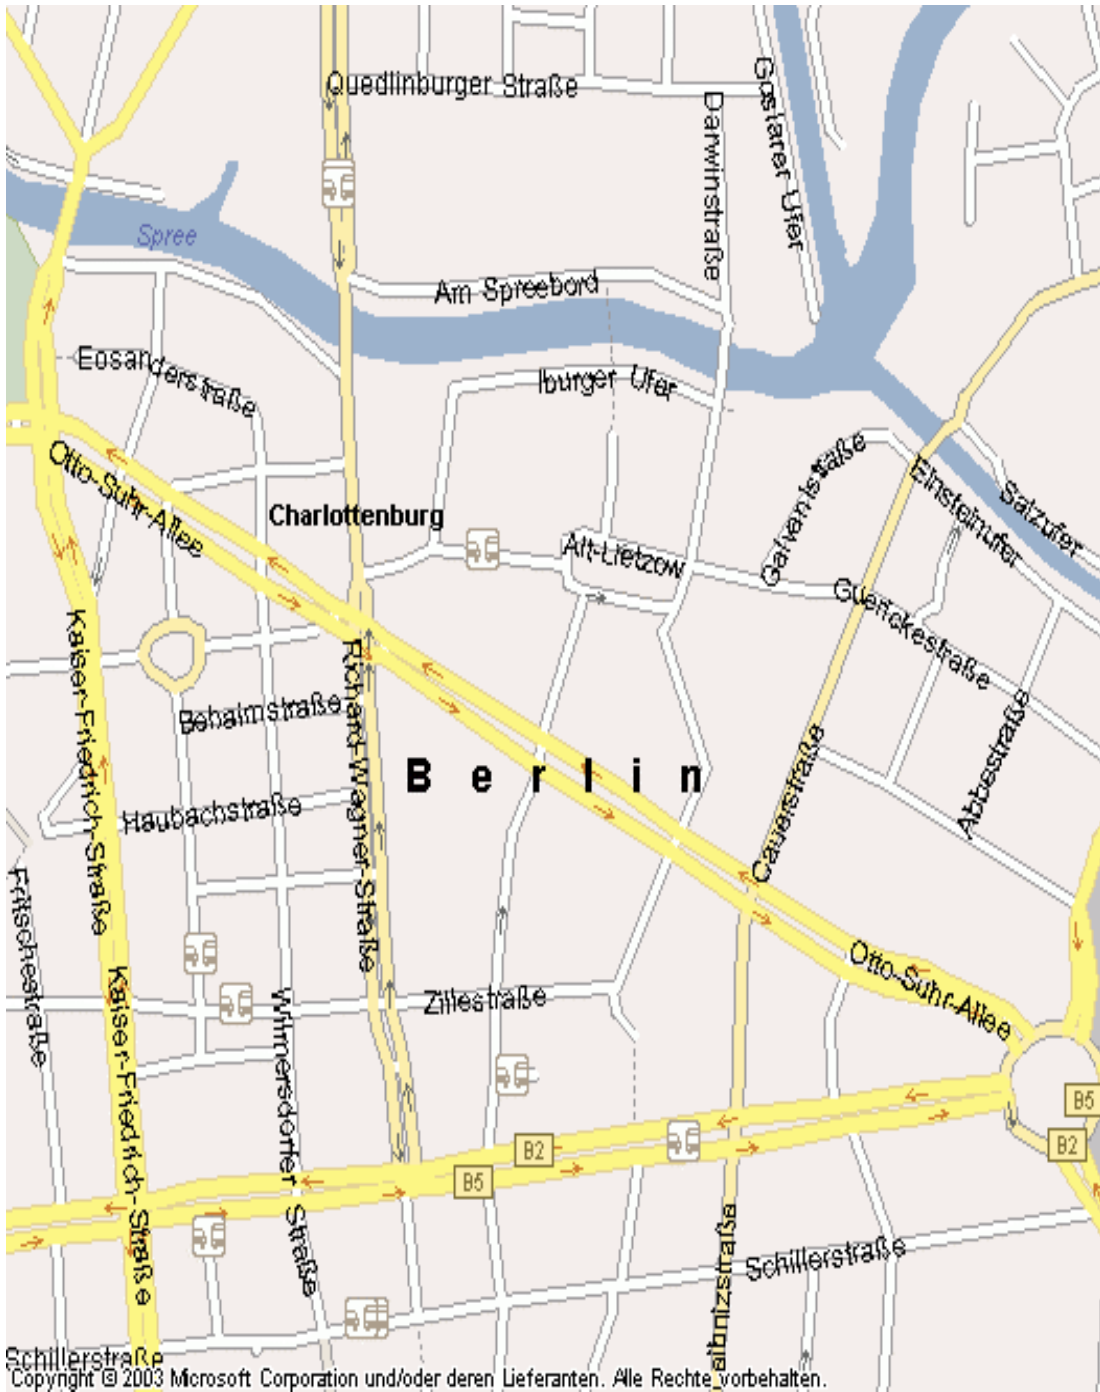 Quedlinburger Straße
Goslarer Ufer
Darwinstraße
Spree
Am Spreebord
Eosanderstraße
Iburger Ufer
Otto-Suhr-Allee
Charlottenburg
Alt-Lietzow
Galvanistraße
Einsteinufer
Salzufer
Guerickestraße
Kaiser-Friedrich-Straße
Richard-Wagner-Straße
Behaimstraße
Abbestraße
Berlin
Cauerstraße
Haubachstraße
Fritschestraße
Otto-Suhr-Allee
Kaiser-Friedrich-Straße
Wilmersdorfer Straße
Zillestraße
B5
B2
B2
B5
Schillerstraße
eibnizstraße
Schillerstraße
Copyright © 2003 Microsoft Corporation und/oder deren Lieferanten. Alle Rechte vorbehalten.